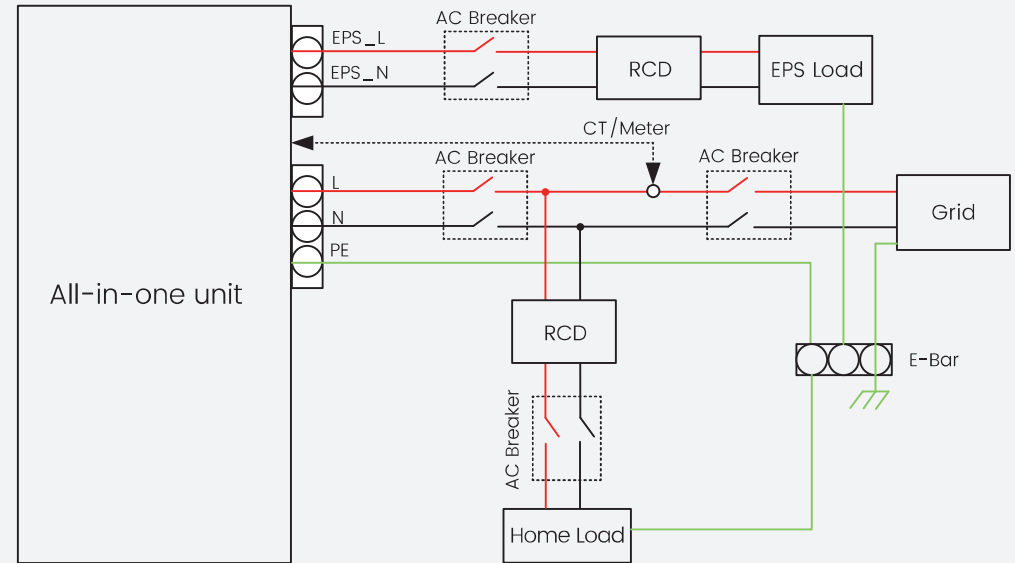 AC Breaker
EPS_L
EPS_N
RCD
EPS Load
CT/Meter
AC Breaker
AC Breaker
L
N
PE
Grid
All-in-one unit
RCD
E-Bar
AC Breaker
Home Load